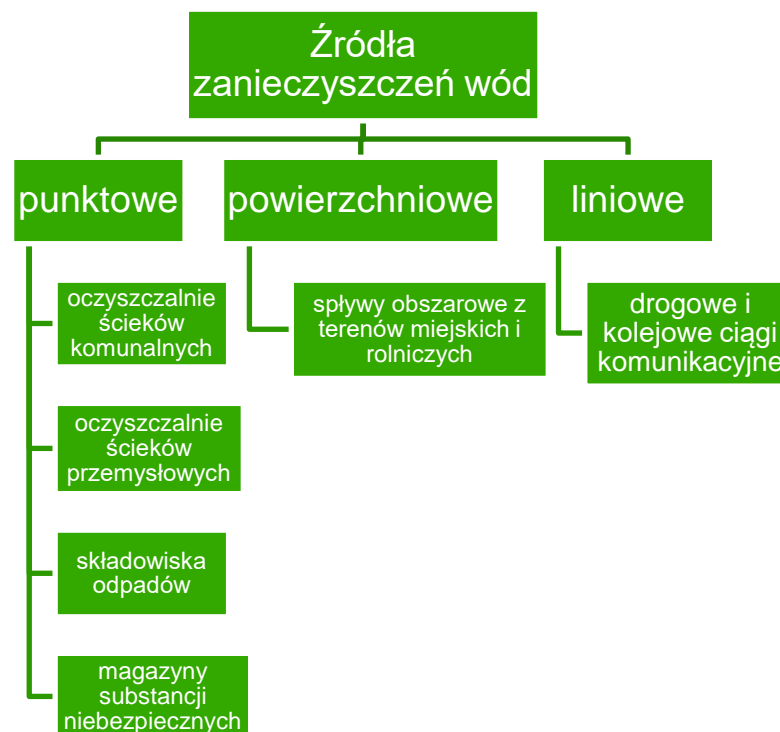 Źródła
zanieczyszczeń wód
punktowe
oczyszczalnie
ścieków
komunalnych
oczyszczalnie
ścieków
przemysłowych
składowiska
odpadów
magazyny
substancji
niebezpiecznych
powierzchniowe
spływy obszarowe z
terenów miejskich i
rolniczych
liniowe
drogowe i
kolejowe ciągi
komunikacyjne